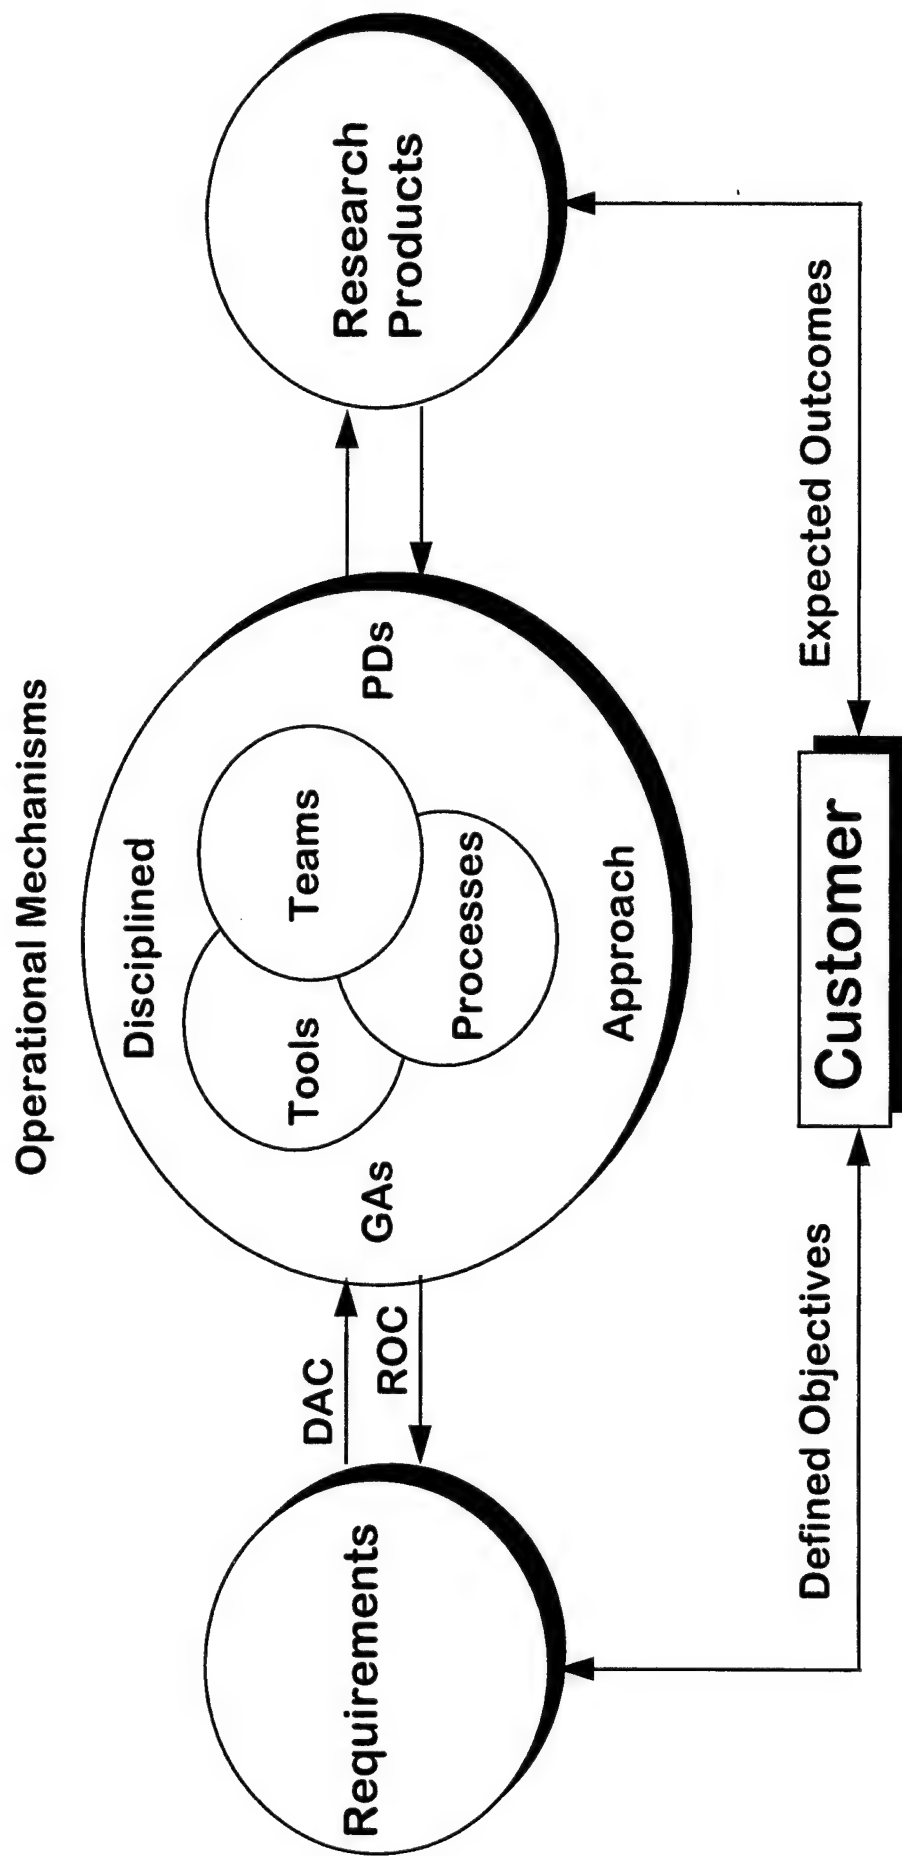 Operational Mechanisms
Requirements
DAC
ROC
GAs
Disciplined
Tools
Teams
Processes
Approach
PDs
Research
Products
Defined Objectives
Customer
Expected Outcomes